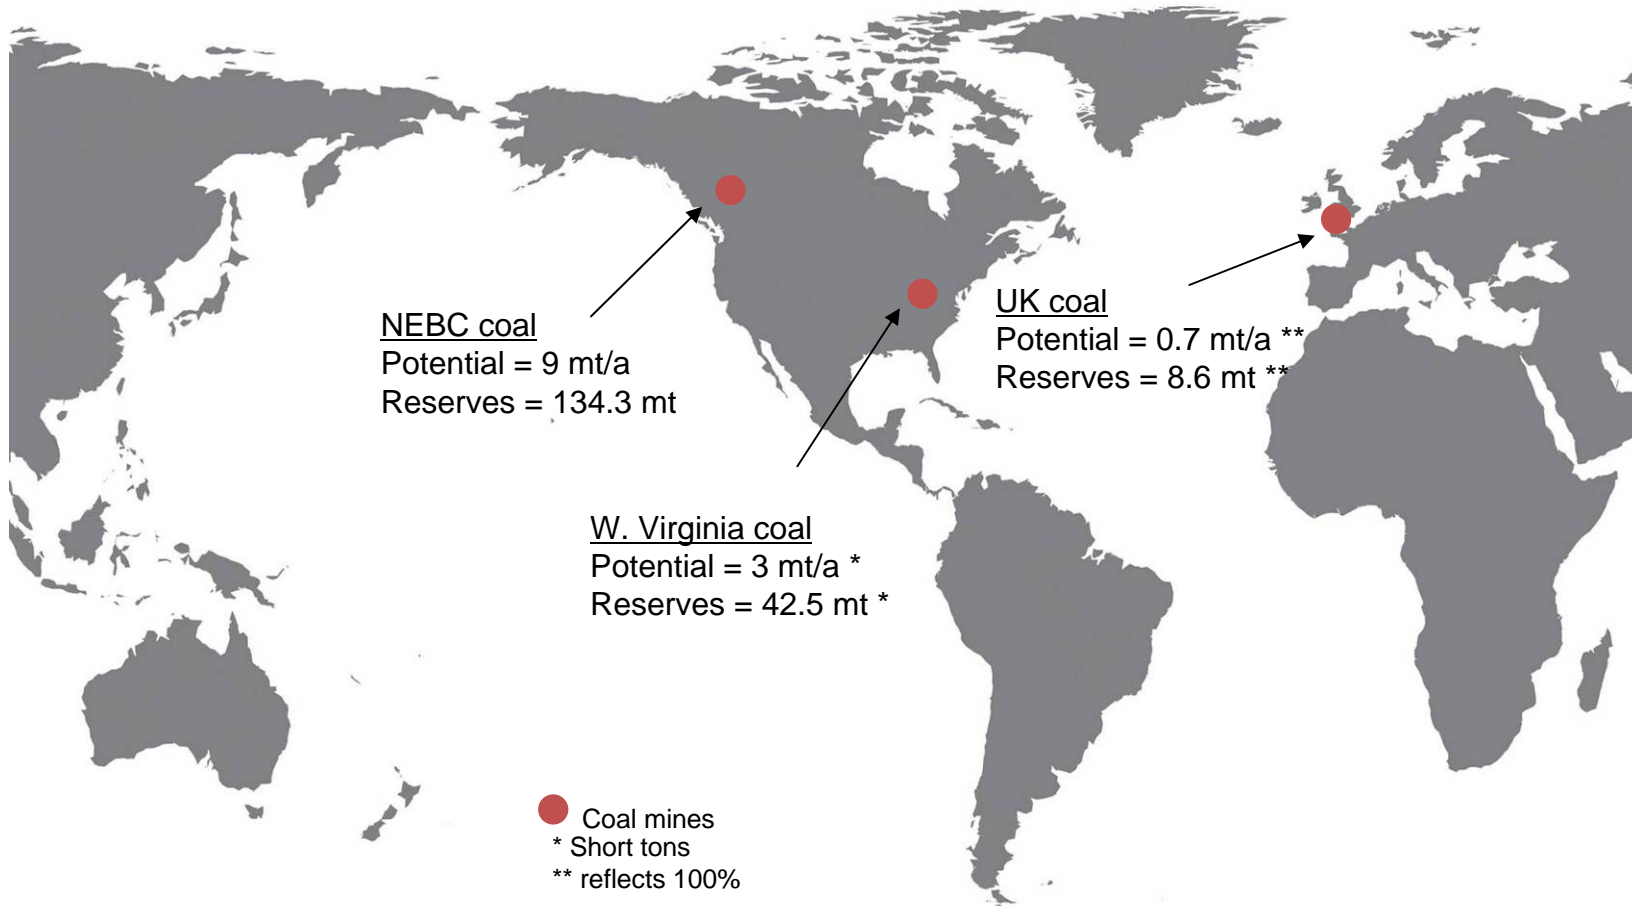 NEBC coal
Potential = 9 mt/a
Reserves = 134.3 mt
W. Virginia coal
Potential = 3 mt/a *
Reserves = 42.5 mt *
UK coal
Potential = 0.7 mt/a **
Reserves = 8.6 mt **
Coal mines
* Short tons
** reflects 100%